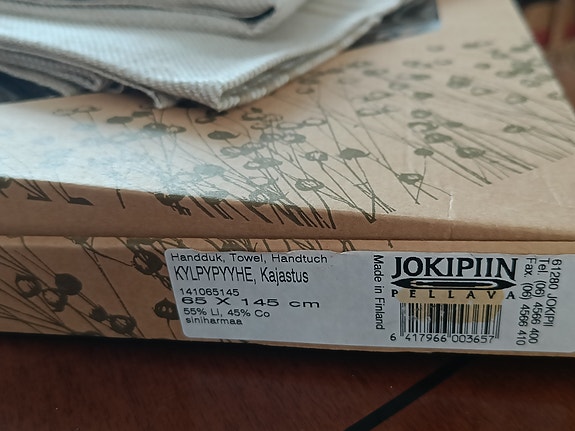 Handduk, Towel, Handtuch
KYLPYPYYHE, Kajastus
141065145
65 X 145 cm
55% LI, 45% Co
siniharmaa
Made in Finland
JOKIPIIN
PELLAVA
6 417966 003657
61280 JOKIPII
Tel. (06) 4566 400
Fax. (06) 4566 410